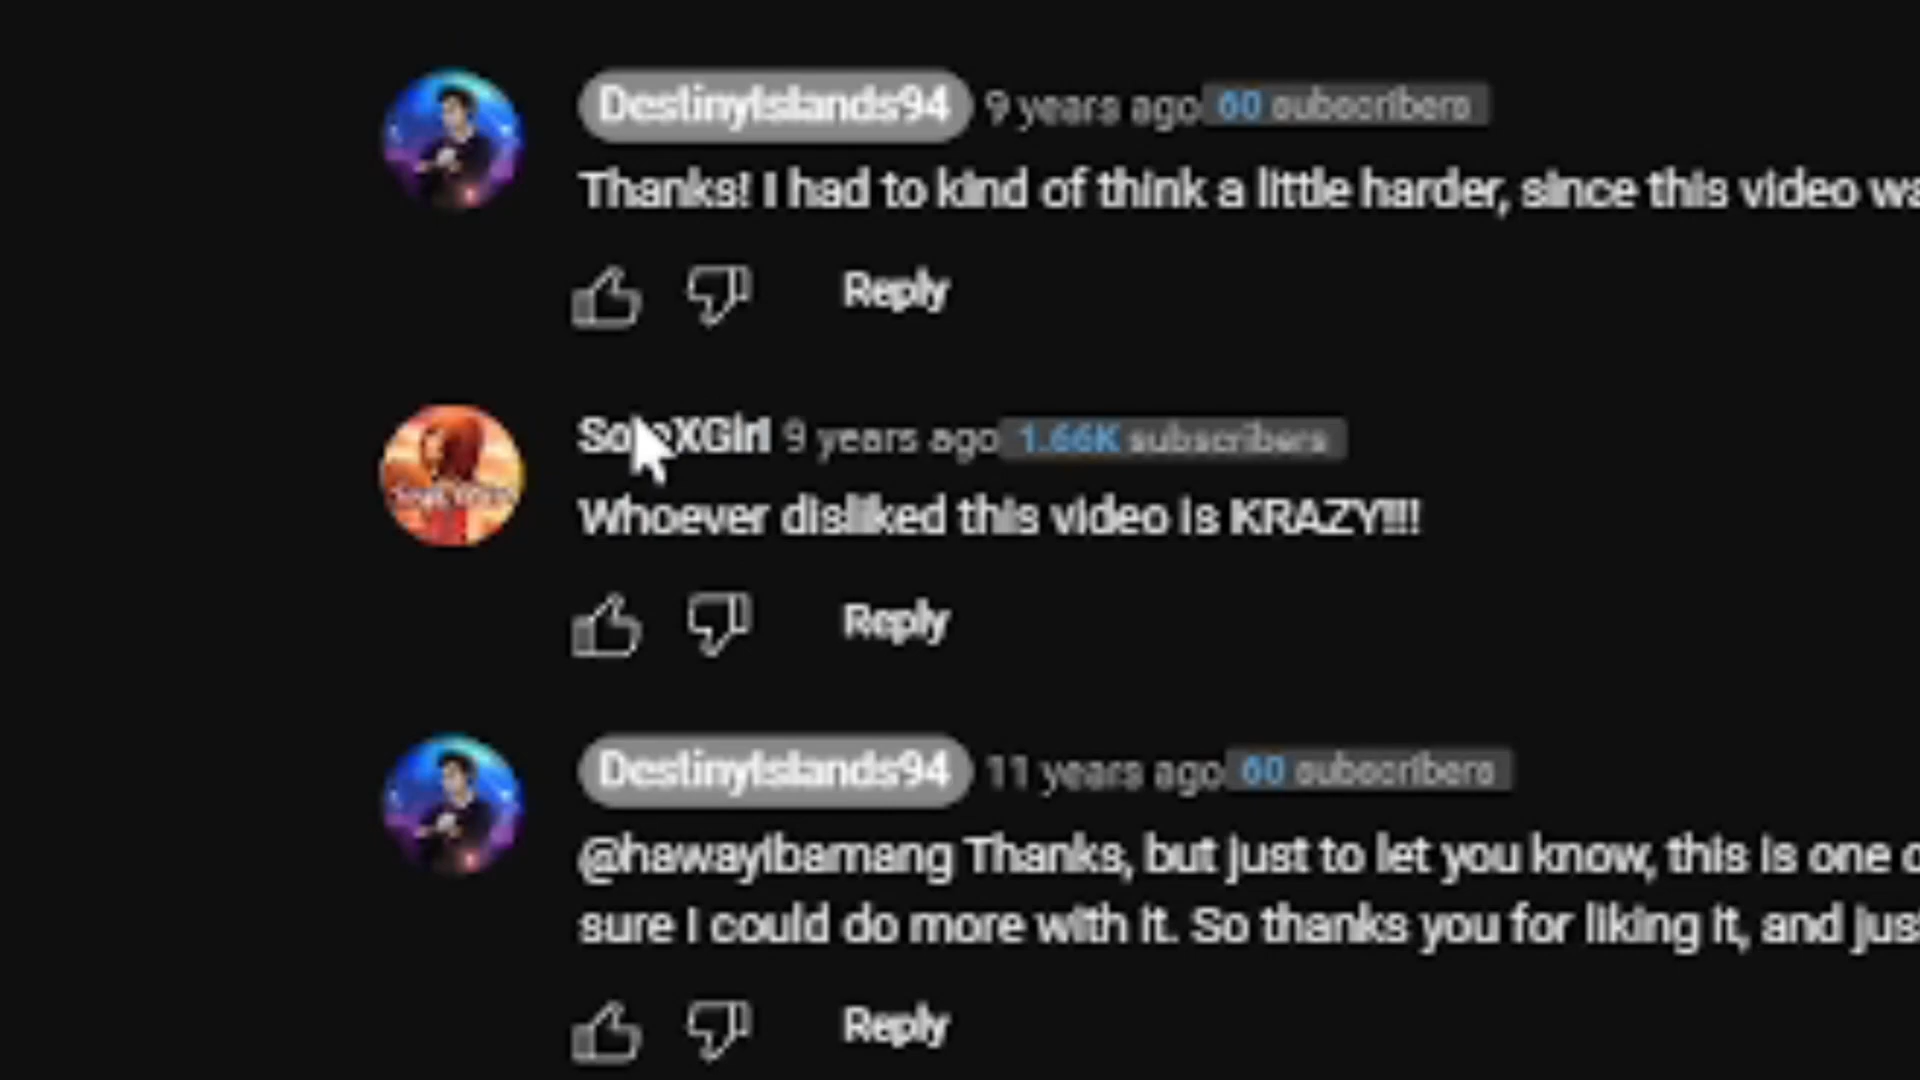 DestinyIslands94 9 years ago 60 subscribers
Thanks! I had to kind of think a little harder, since this video
Reply
9 years ago 1.66K subscribers
Whoever disliked this video is KRAZY!!!
Reply
DestinyIslands94 11 years ago 60 subscribers
@hawayibamang Thanks, but just to let you know, this is one
sure I could do more with it. So thanks you for liking it, and
Reply